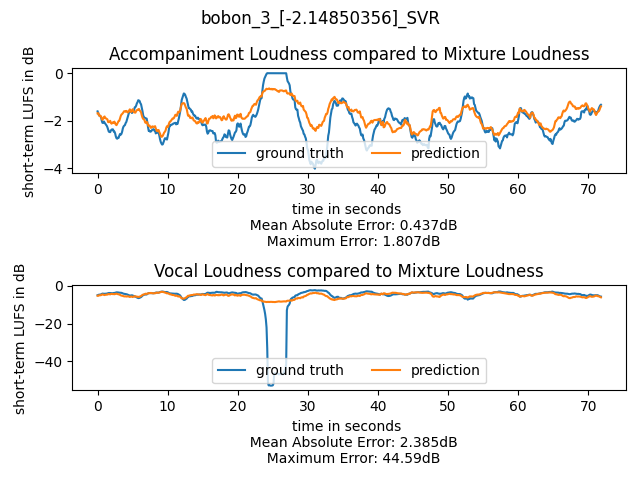 bobon_3_[-2.14850356]_SVR
Accompaniment Loudness compared to Mixture Loudness
short-term LUFS in dB
0
−2
−4
ground truth
prediction
0 10 20 30 40 50 60 70
time in seconds
Mean Absolute Error: 0.437dB
Maximum Error: 1.807dB
Vocal Loudness compared to Mixture Loudness
short-term LUFS in dB
0
−20
−40
ground truth
prediction
0 10 20 30 40 50 60 70
time in seconds
Mean Absolute Error: 2.385dB
Maximum Error: 44.59dB